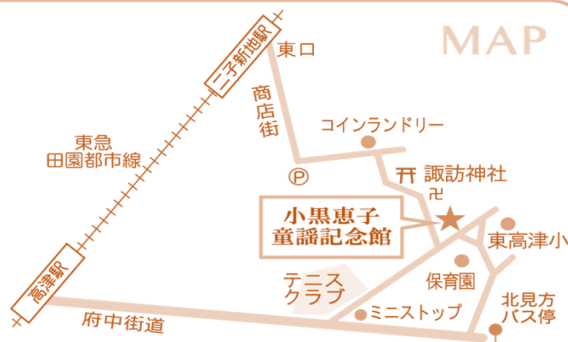 MAP
二子新地駅
東口
商店街
コインランドリー
東急
田園都市線
P
諏訪神社
卍
小黒恵子
童謡記念館
東高津小
高津駅
テニス
クラブ
保育園
北見方
バス停
ミニストップ
府中街道